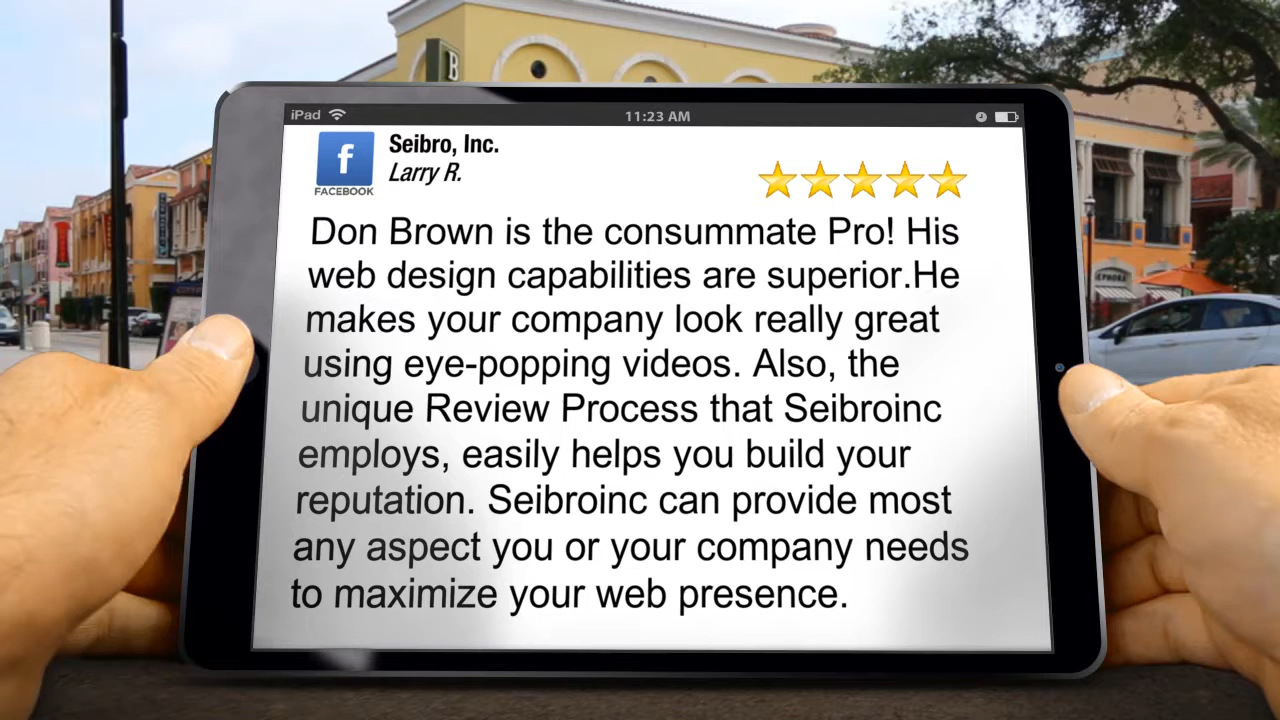 B
iPad
11:23 AM
f
FACEBOOK
Seibro, Inc.
Larry R.
Don Brown is the consummate Pro! His
web design capabilities are superior.He
makes your company look really great
using eye-popping videos. Also, the
unique Review Process that Seibroinc
employs, easily helps you build your
reputation. Seibroinc can provide most
any aspect you or your company needs
to maximize your web presence.
SEPHORA